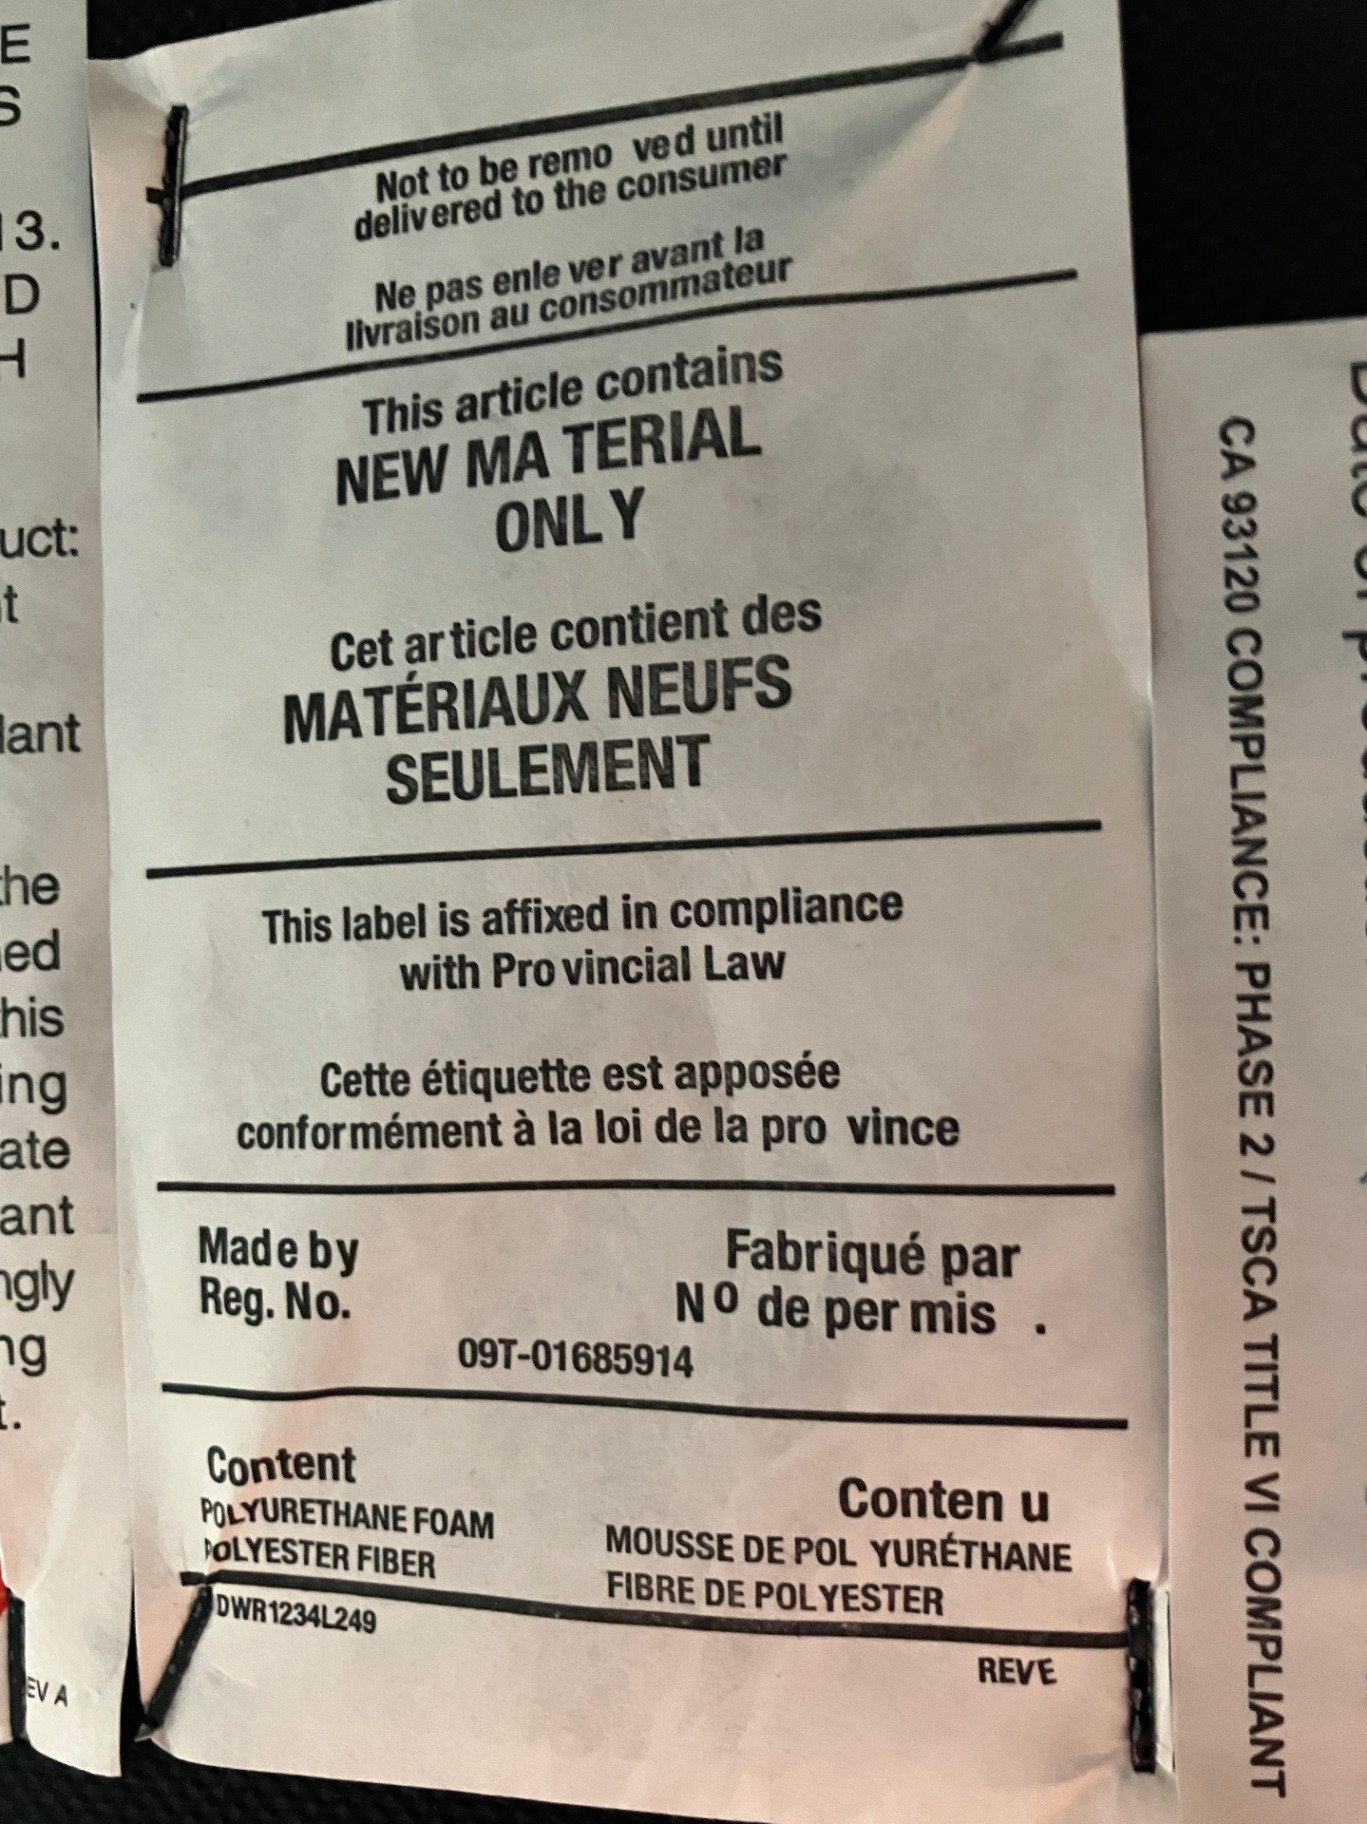 E
S
13.
D
H
uct:
t
lant
the
ed
this
ing
ate
ant
ngly
ng
t.
EV A
Not to be remo ved until
delivered to the consumer
Ne pas enle ver avant la
livraison au consommateur
This article contains
NEW MA TERIAL
ONL Y
Cet article contient des
MATÉRIAUX NEUFS
SEULEMENT
This label is affixed in compliance
with Pro vincial Law
Cette étiquette est apposée
conformément à la loi de la pro vince
Made by
Reg. No.
Fabriqué par
Nº de per mis .
09T-01685914
Content
POLYURETHANE FOAM
POLYESTER FIBER
Conten u
MOUSSE DE POL YURÉTHANE
FIBRE DE POLYESTER
DWR1234L249
REVE
CA 93120 COMPLIANCE: PHASE 2 / TSCA TITLE VI COMPLIANT